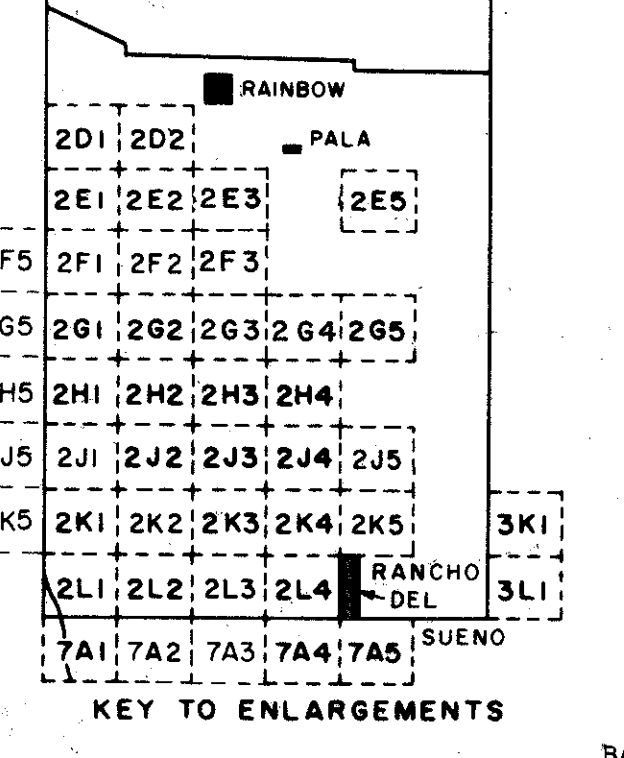 RAINBOW
2D1 2D2 PALA
2E1 2E2 2E3 2E5
F5 2F1 2F2 2F3
G5 2G1 2G2 2G3 2G4 2G5
H5 2H1 2H2 2H3 2H4
J5 2J1 2J2 2J3 2J4 2J5
K5 2K1 2K2 2K3 2K4 2K5 3K1
2L1 2L2 2L3 2L4 RANCHO DEL 3L1
7A1 7A2 7A3 7A4 7A5 SUENO
KEY TO ENLARGEMENTS